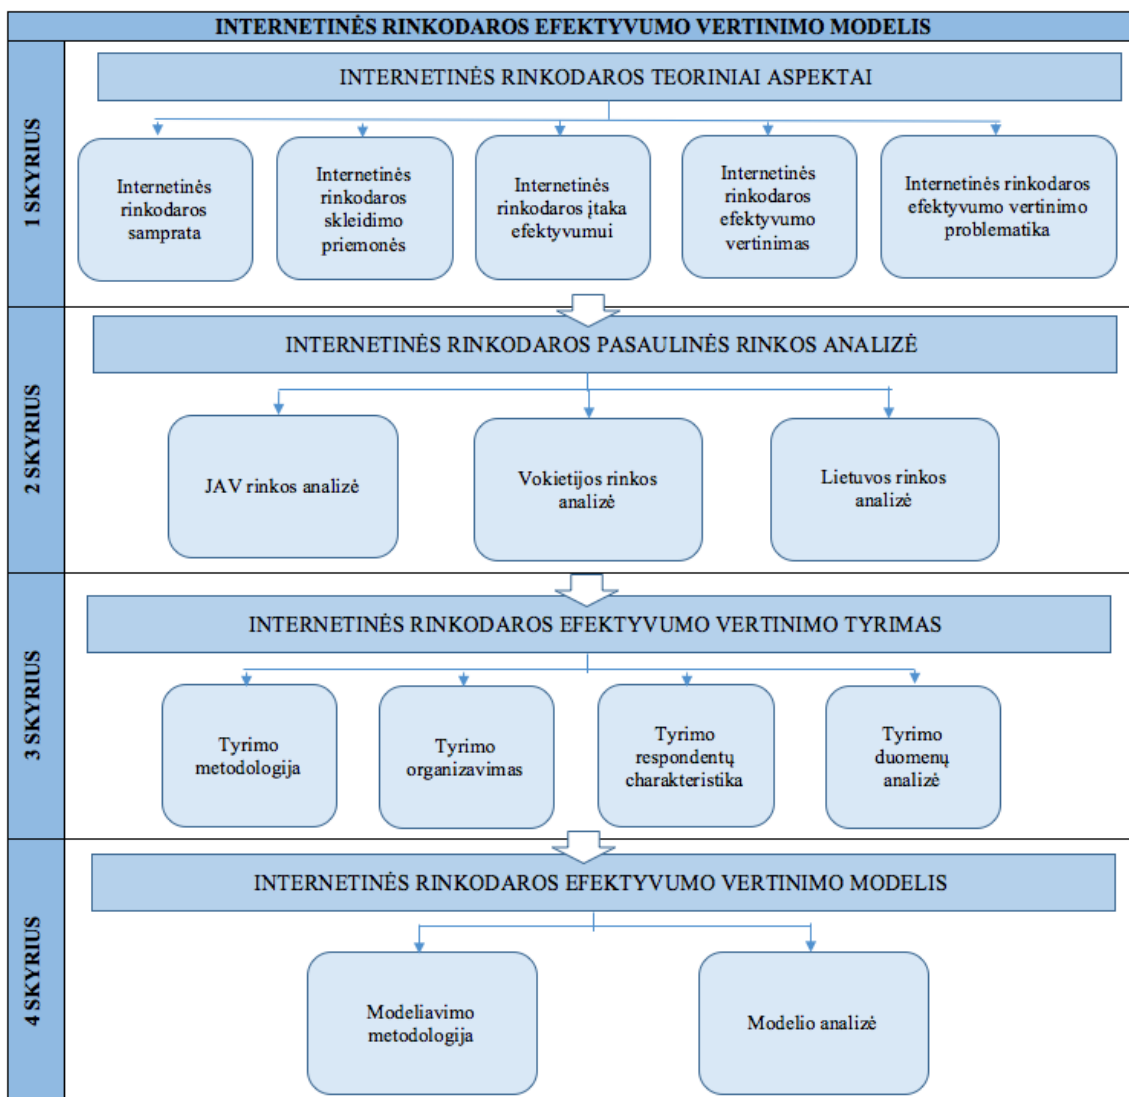 INTERNETINĖS RINKODAROS EFEKTYVUMO VERTINIMO MODELIS
1 SKYRIUS
INTERNETINĖS RINKODAROS TEORINIAI ASPEKTAI
Internetinės
rinkodaros
samprata
Internetinės
rinkodaros
skleidimo
priemonės
Internetinės
rinkodaros įtaka
efektyvumui
Internetinės
rinkodaros
efektyvumo
vertinimas
Internetinės rinkodaros
efektyvumo vertinimo
problematika
2 SKYRIUS
INTERNETINĖS RINKODAROS PASAULINĖS RINKOS ANALIZĖ
JAV rinkos analizė
Vokietijos rinkos
analizė
Lietuvos rinkos
analizė
3 SKYRIUS
INTERNETINĖS RINKODAROS EFEKTYVUMO VERTINIMO TYRIMAS
Tyrimo
metodologija
Tyrimo
organizavimas
Tyrimo
respondentų
charakteristika
Tyrimo
duomenų
analizė
4 SKYRIUS
INTERNETINĖS RINKODAROS EFEKTYVUMO VERTINIMO MODELIS
Modeliavimo
metodologija
Modelio analizė